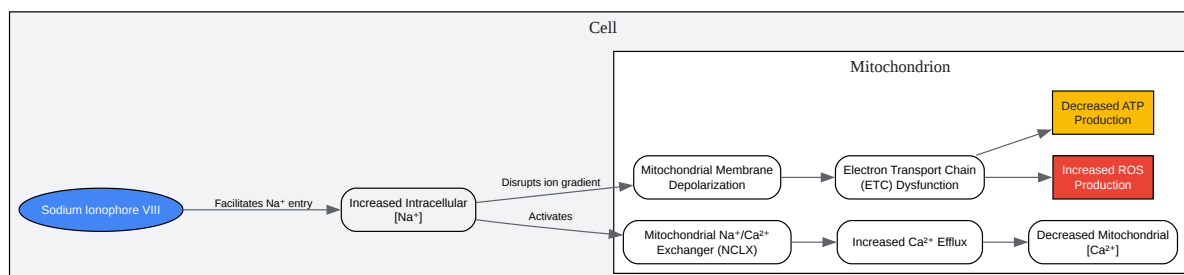 Cell
Mitochondrion
Decreased ATP
Production
Mitochondrial Membrane
Depolarization
Electron Transport Chain
(ETC) Dysfunction
Increased ROS
Production
Disrupts ion gradient
Sodium Ionophore VIII
Facilitates Na⁺ entry
Increased Intracellular
[Na⁺]
Activates
Mitochondrial Na⁺/Ca²⁺
Exchanger (NCLX)
Increased Ca²⁺ Efflux
Decreased Mitochondrial
[Ca²⁺]